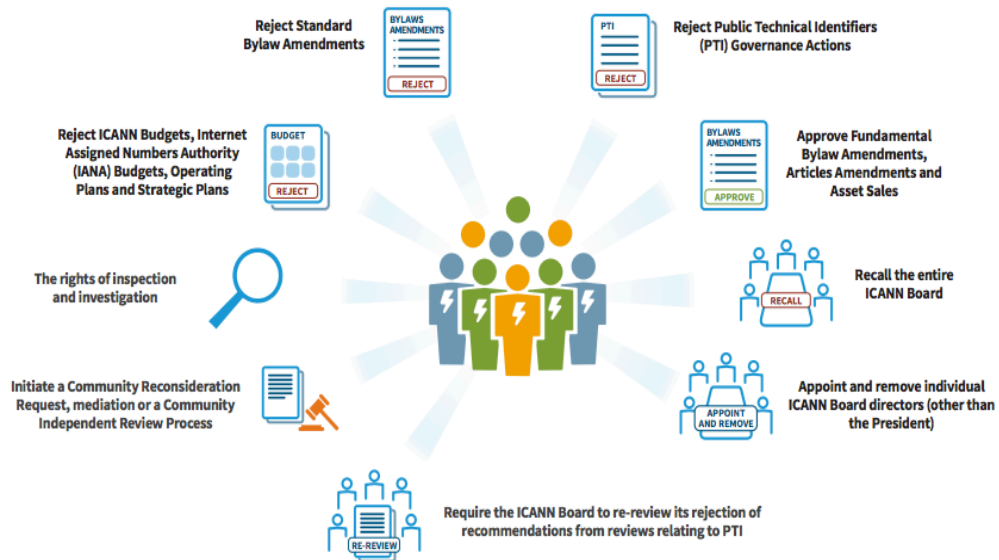 Reject Standard
Bylaw Amendments
BYLAWS
AMENDMENTS
REJECT
PTI
REJECT
Reject Public Technical Identifiers
(PTI) Governance Actions
Reject ICANN Budgets, Internet
Assigned Numbers Authority
(IANA) Budgets, Operating
Plans and Strategic Plans
BUDGET
REJECT
BYLAWS
AMENDMENTS
APPROVE
Approve Fundamental
Bylaw Amendments,
Articles Amendments and
Asset Sales
The rights of inspection
and investigation
RECALL
Recall the entire
ICANN Board
Initiate a Community Reconsideration
Request, mediation or a Community
Independent Review Process
APPOINT
AND REMOVE
Appoint and remove individual
ICANN Board directors (other than
the President)
RE-REVIEW
Require the ICANN Board to re-review its rejection of
recommendations from reviews relating to PTI